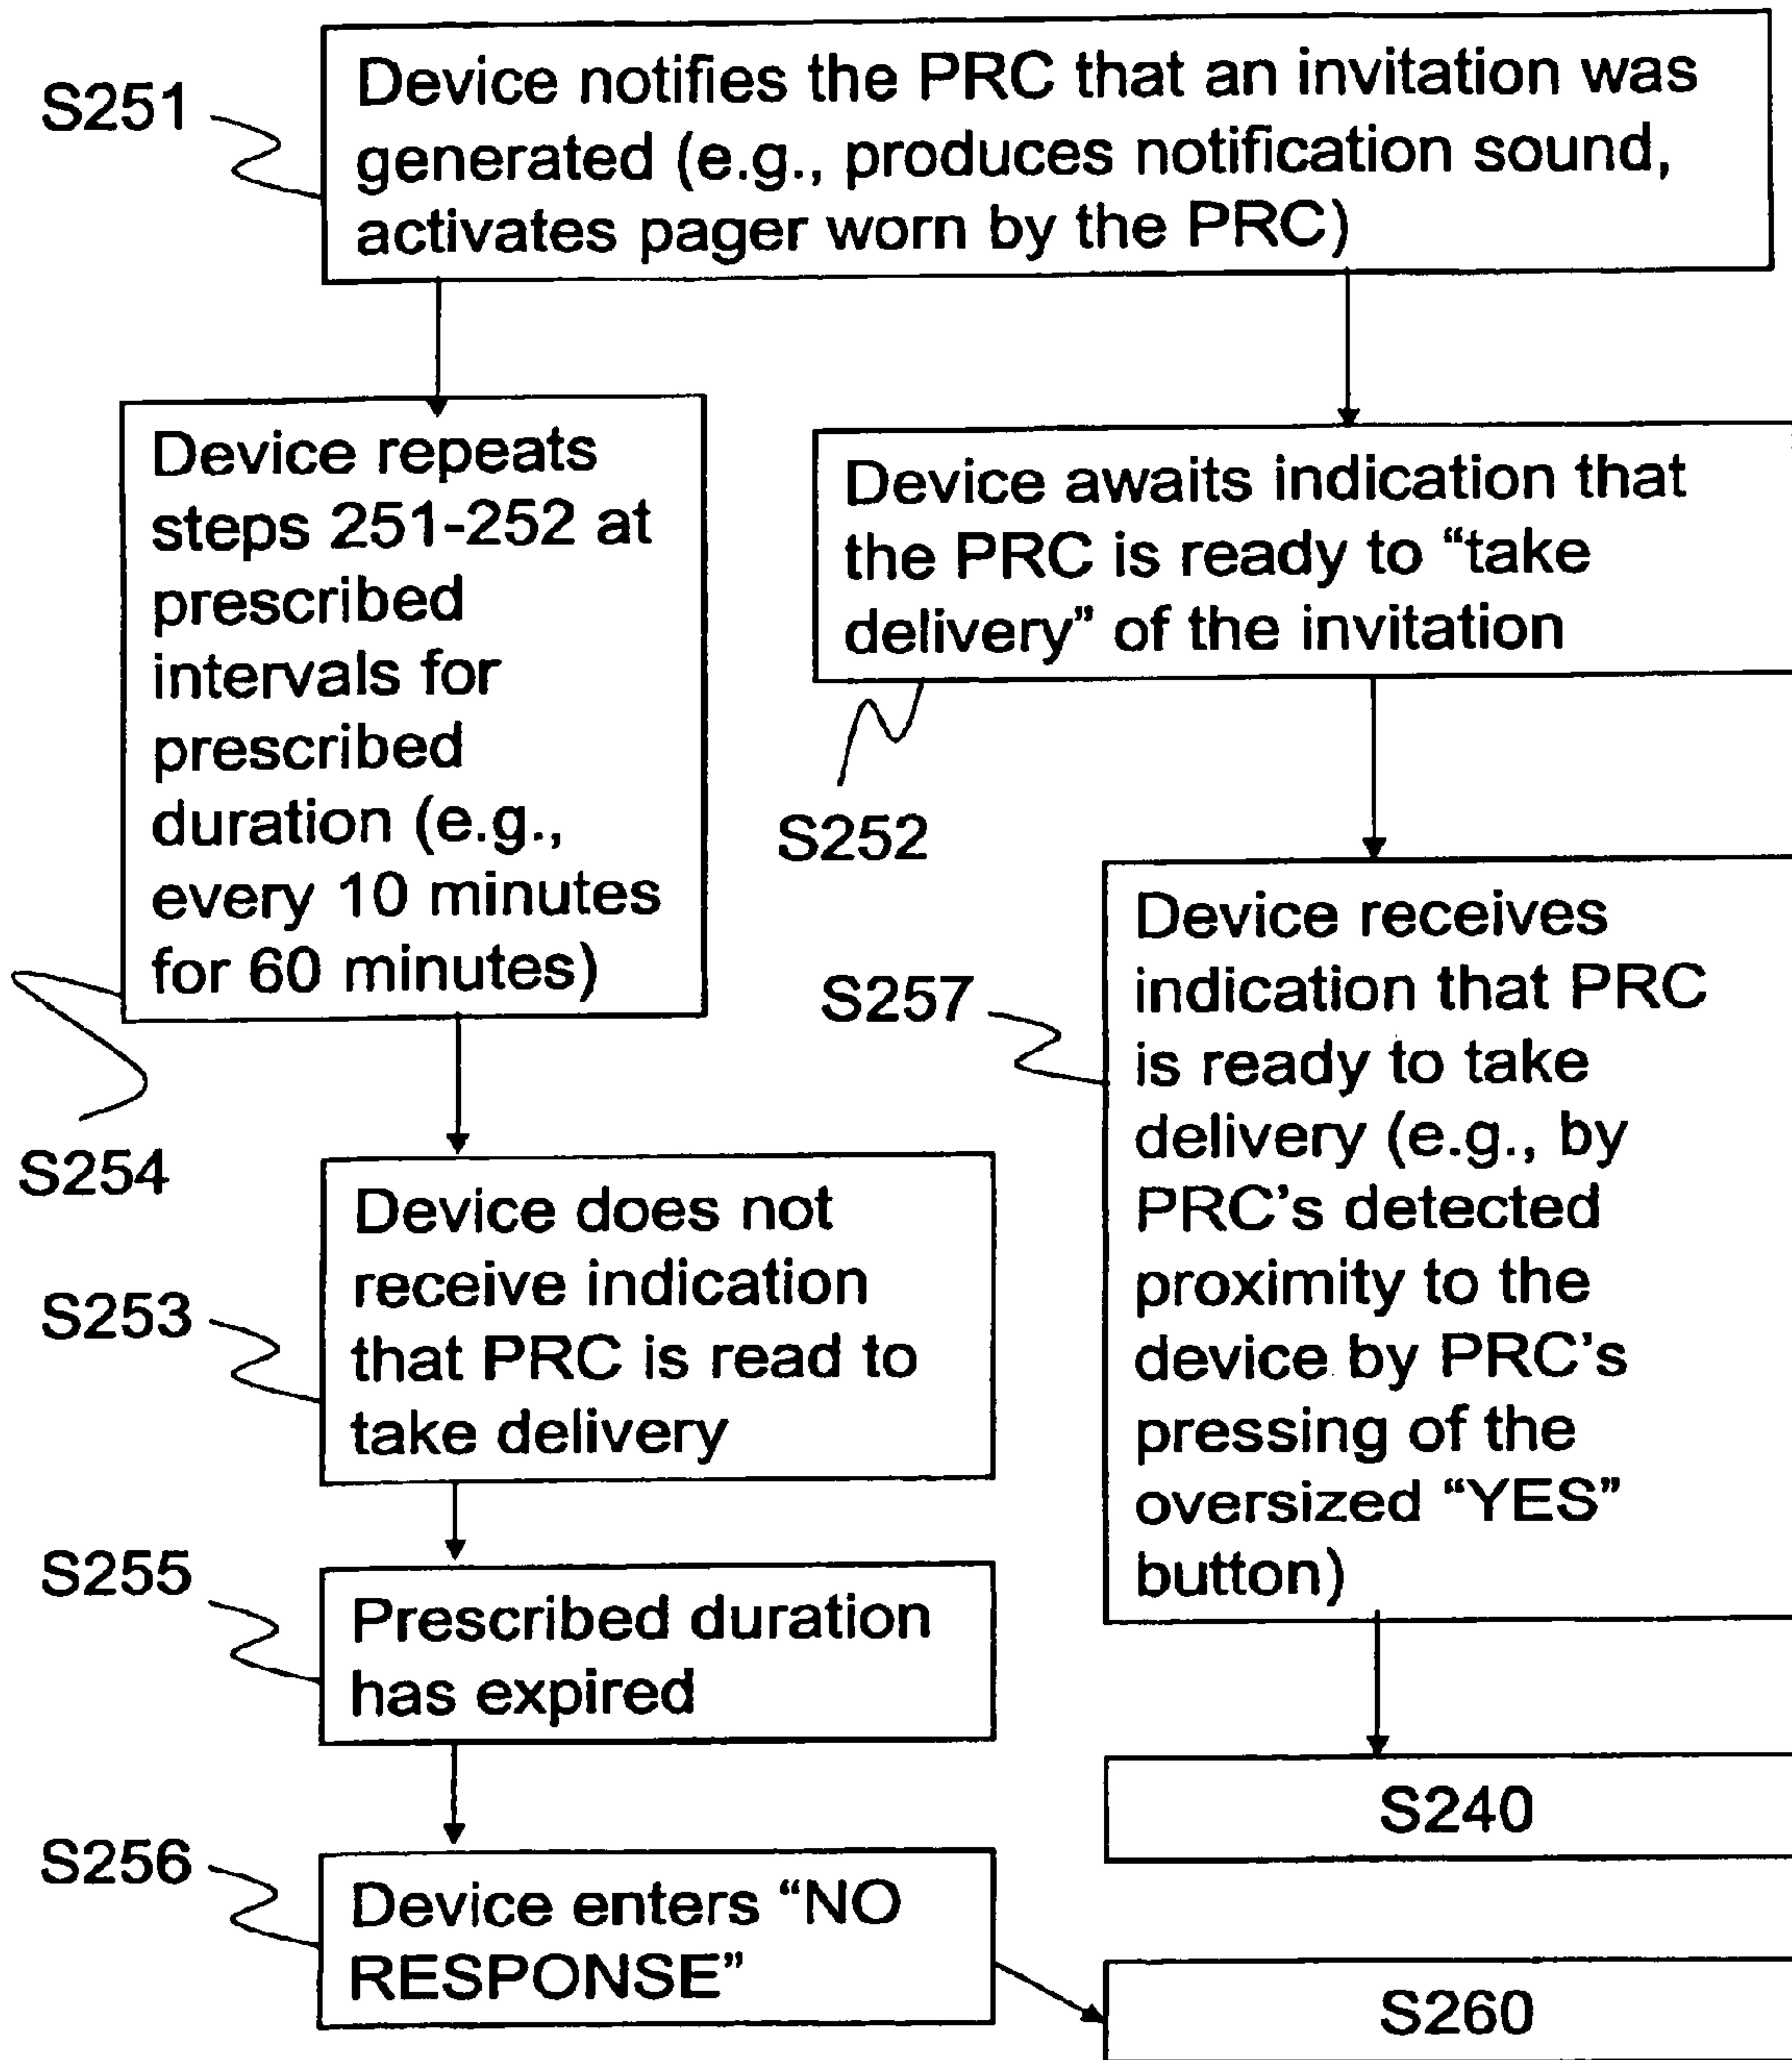 S251
Device notifies the PRC that an invitation was
generated (e.g., produces notification sound,
activates pager worn by the PRC)
Device repeats
steps 251-252 at
prescribed
intervals for
prescribed
duration (e.g.,
every 10 minutes
for 60 minutes)
S254
Device awaits indication that
the PRC is ready to “take
delivery” of the invitation
S252
S257
Device receives
indication that PRC
is ready to take
delivery (e.g., by
PRC’s detected
proximity to the
device by PRC’s
pressing of the
oversized “YES”
button)
S253
Device does not
receive indication
that PRC is read to
take delivery
S255
Prescribed duration
has expired
S256
Device enters “NO
RESPONSE”
S240
S260